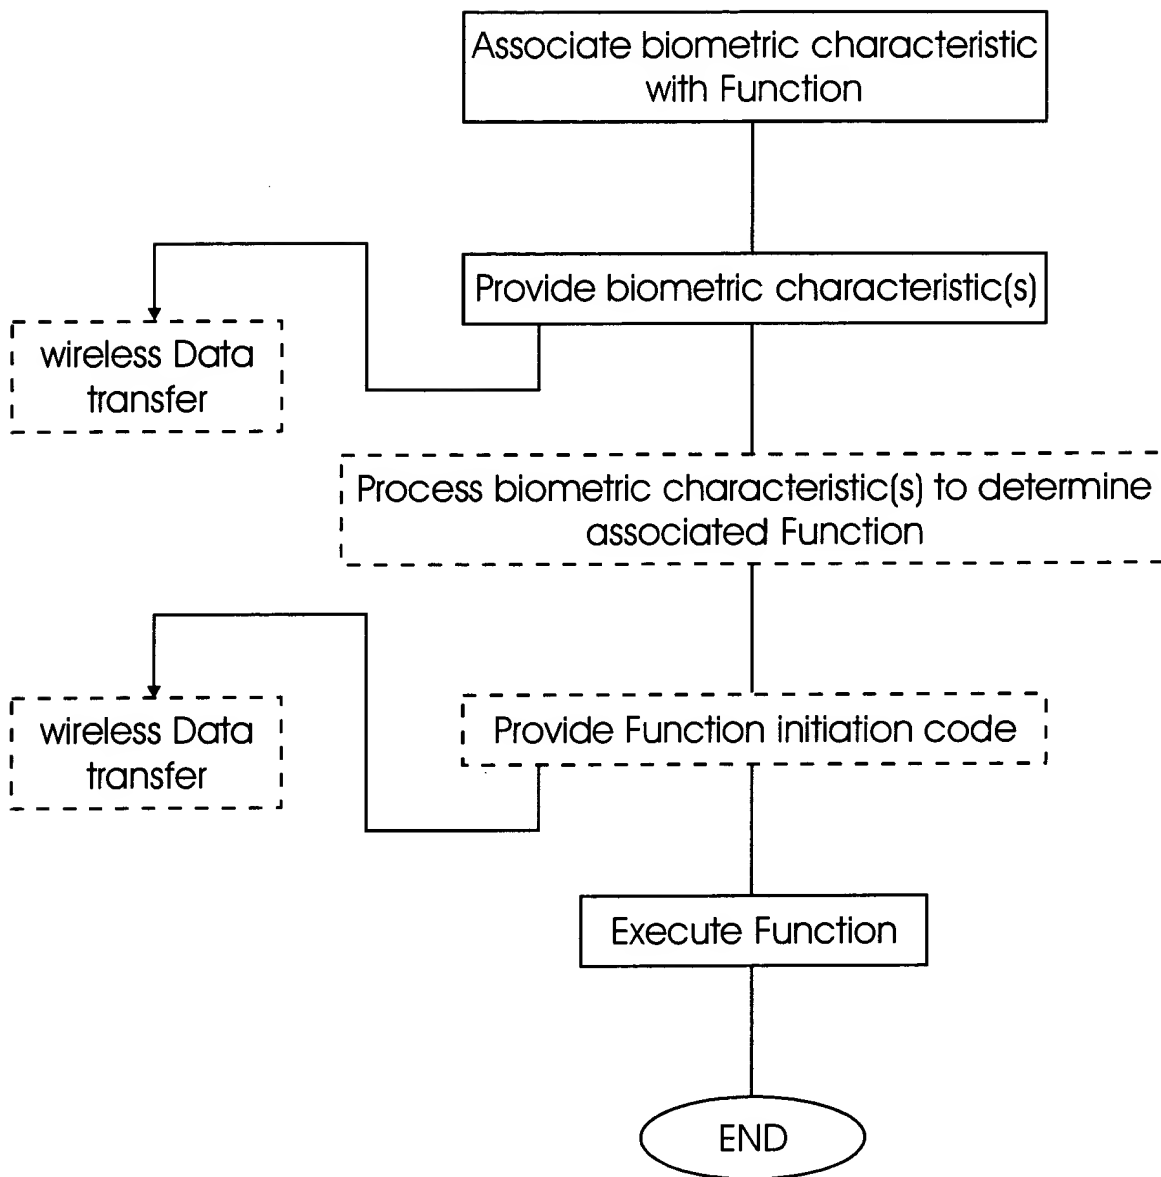 Associate biometric characteristic
with Function
Provide biometric characteristic(s)
wireless Data
transfer
Process biometric characteristic(s) to determine
associated Function
Provide Function initiation code
wireless Data
transfer
Execute Function
END